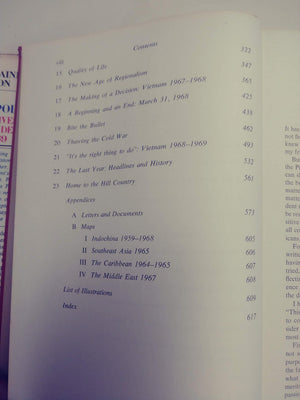 viii
Contents
15 Quality of Life 322
16 The New Age of Regionalism 347
17 The Making of a Decision: Vietnam 1967–1968 365
18 A Beginning and an End: March 31, 1968 425
19 Bite the Bullet 438
20 Thawing the Cold War 462
21 "It's the right thing to do": Vietnam 1968–1969 493
22 The Last Year: Headlines and History 532
23 Home to the Hill Country 561
Appendices
A Letters and Documents 573
B Maps
I Indochina 1959–1968 605
II Southeast Asia 1965 606
III The Caribbean 1964–1965 607
IV The Middle East 1967 608
List of Illustrations 609
Index 617